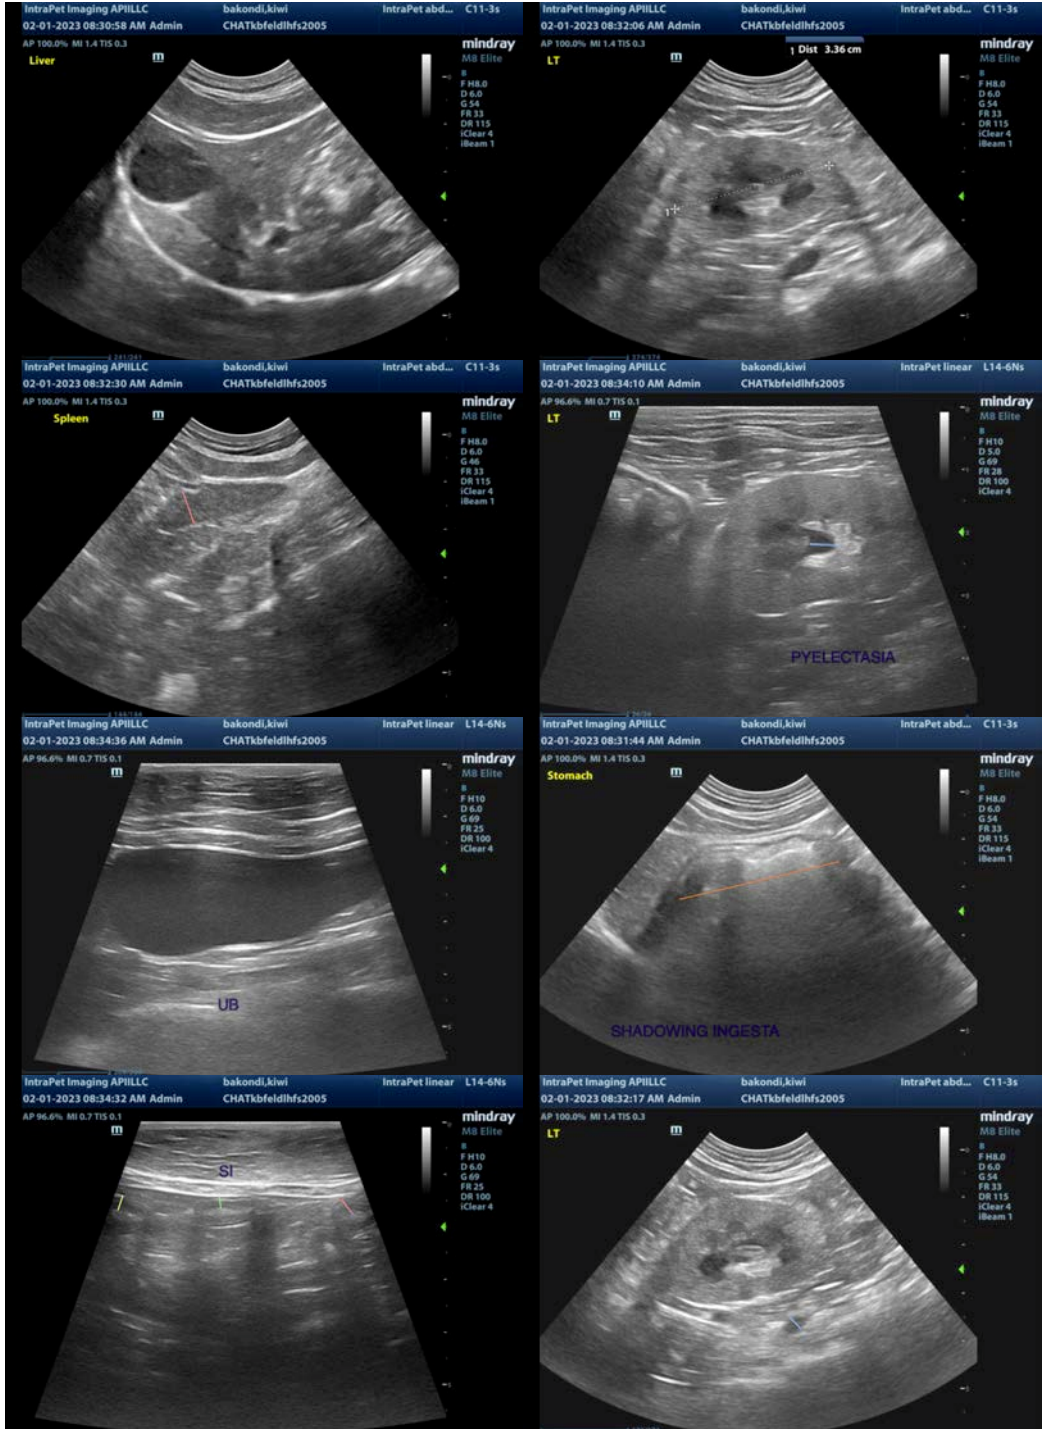 IntraPet Imaging APIILLC bakondi,kiwi IntraPet abd... C11-3s
02-01-2023 08:30:58 AM Admin CHATkbfeldlhfs2005
AP 100.0% MI 1.4 TIS 0.3
mindray
M8 Elite
Liver
m
B
F H8.0
D 6.0
G 54
FR 33
DR 115
iClear 4
iBeam 1
IntraPet Imaging APIILLC bakondi,kiwi IntraPet abd... C11-3s
02-01-2023 08:32:06 AM Admin CHATkbfeldlhfs2005
AP 100.0% MI 1.4 TIS 0.3
1 Dist 3.36 cm
mindray
M8 Elite
LT
m
1
B
F H8.0
D 6.0
G 54
FR 33
DR 115
iClear 4
iBeam 1
IntraPet Imaging APIILLC bakondi,kiwi IntraPet abd... C11-3s
02-01-2023 08:32:30 AM Admin CHATkbfeldlhfs2005
AP 100.0% MI 1.4 TIS 0.3
mindray
M8 Elite
Spleen
m
B
F H8.0
D 6.0
G 46
FR 33
DR 115
iClear 4
iBeam 1
IntraPet Imaging APIILLC bakondi,kiwi IntraPet linear L14-6Ns
02-01-2023 08:34:10 AM Admin CHATkbfeldlhfs2005
AP 96.6% MI 0.7 TIS 0.1
mindray
M8 Elite
LT
m
B
F H10
D 5.0
G 69
FR 28
DR 100
iClear 4
PYELECTASIA
IntraPet Imaging APIILLC bakondi,kiwi IntraPet linear L14-6Ns
02-01-2023 08:34:36 AM Admin CHATkbfeldlhfs2005
AP 96.6% MI 0.7 TIS 0.1
mindray
M8 Elite
m
B
F H10
D 6.0
G 69
FR 25
DR 100
iClear 4
UB
IntraPet Imaging APIILLC bakondi,kiwi IntraPet abd... C11-3s
02-01-2023 08:31:44 AM Admin CHATkbfeldlhfs2005
AP 100.0% MI 1.4 TIS 0.3
mindray
M8 Elite
Stomach
m
B
F H8.0
D 6.0
G 54
FR 33
DR 115
iClear 4
iBeam 1
SHADOWING INGESTA
IntraPet Imaging APIILLC bakondi,kiwi IntraPet linear L14-6Ns
02-01-2023 08:34:32 AM Admin CHATkbfeldlhfs2005
AP 96.6% MI 0.7 TIS 0.1
mindray
M8 Elite
m
SI
B
F H10
D 6.0
G 69
FR 25
DR 100
iClear 4
IntraPet Imaging APIILLC bakondi,kiwi IntraPet abd... C11-3s
02-01-2023 08:32:17 AM Admin CHATkbfeldlhfs2005
AP 100.0% MI 1.4 TIS 0.3
mindray
M8 Elite
LT
m
B
F H8.0
D 6.0
G 54
FR 33
DR 115
iClear 4
iBeam 1